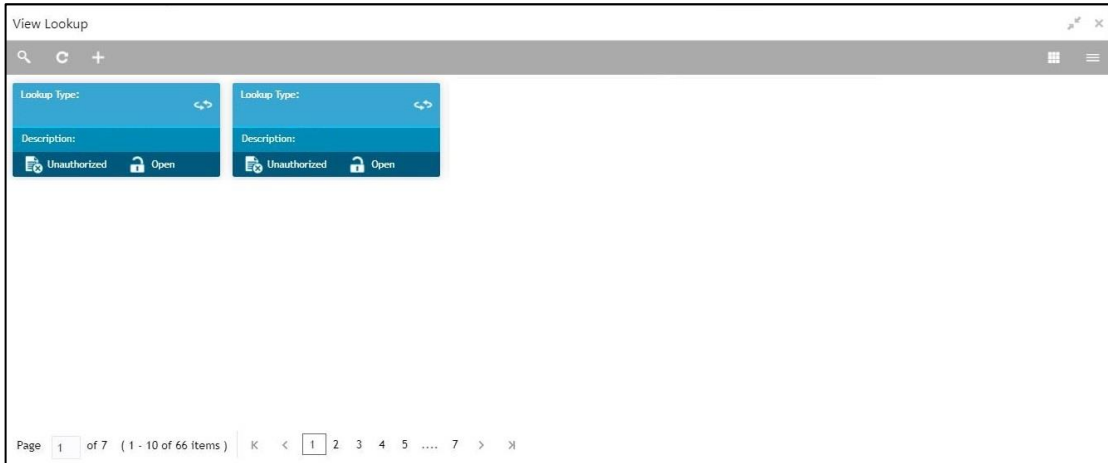 View Lookup
Lookup Type:
Description:
Unauthorized Open
Lookup Type:
Description:
Unauthorized Open
Page 1 of 7 ( 1 - 10 of 66 items ) 1 2 3 4 5 .... 7